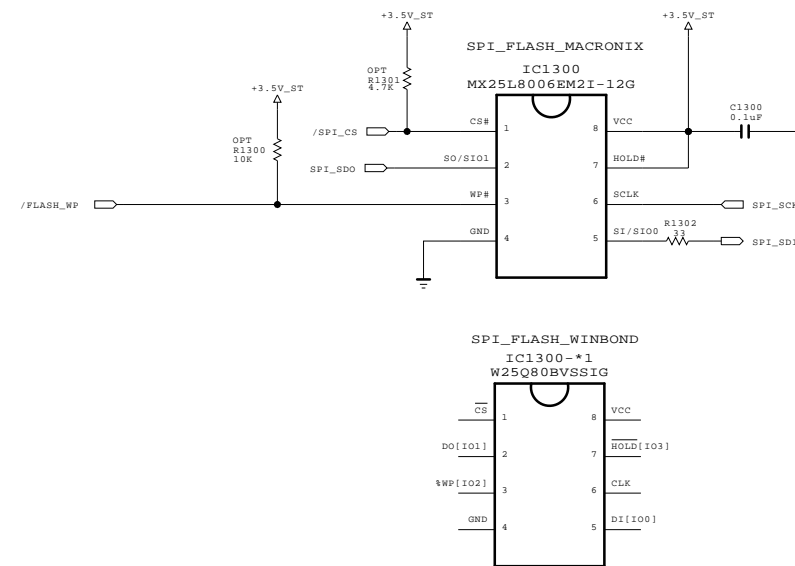 +3.5V_ST
+3.5V_ST
SPI_FLASH_MACRONIX
IC1300
MX25L8006EM2I-12G
OPT
R1301
4.7K
+3.5V_ST
C1300
0.1uF
/SPI_CS
CS#
1
8
VCC
OPT
R1300
10K
SPI_SDO
SO/SIO1
2
7
HOLD#
/FLASH_WP
WP#
3
6
SCLK
SPI_SCK
R1302
33
GND
4
5
SI/SIO0
SPI_SDI
SPI_FLASH_WINBOND
IC1300-*1
W25Q80BVSSIG
CS
1
8
VCC
DO[IO1]
2
7
HOLD[IO3]
%WP[IO2]
3
6
CLK
GND
4
5
DI[IO0]